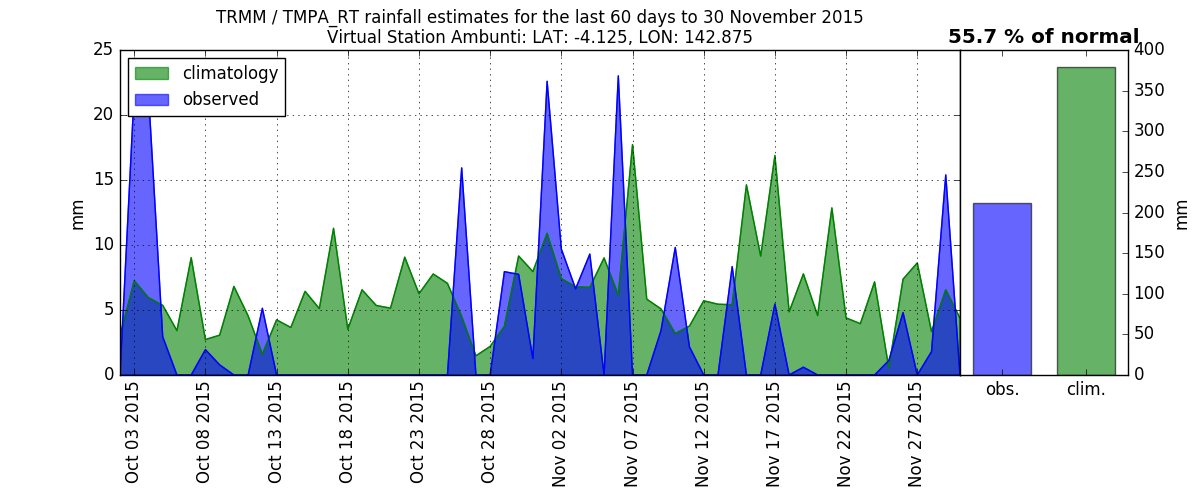 TRMM / TMPA_RT rainfall estimates for the last 60 days to 30 November 2015
Virtual Station Ambunti: LAT: -4.125, LON: 142.875
55.7 % of normal
climatology
observed
mm
25
20
15
10
5
0
Oct 03 2015
Oct 08 2015
Oct 13 2015
Oct 18 2015
Oct 23 2015
Oct 28 2015
Nov 02 2015
Nov 07 2015
Nov 12 2015
Nov 17 2015
Nov 22 2015
Nov 27 2015
obs.
clim.
400
350
300
250
200
150
100
50
0
mm